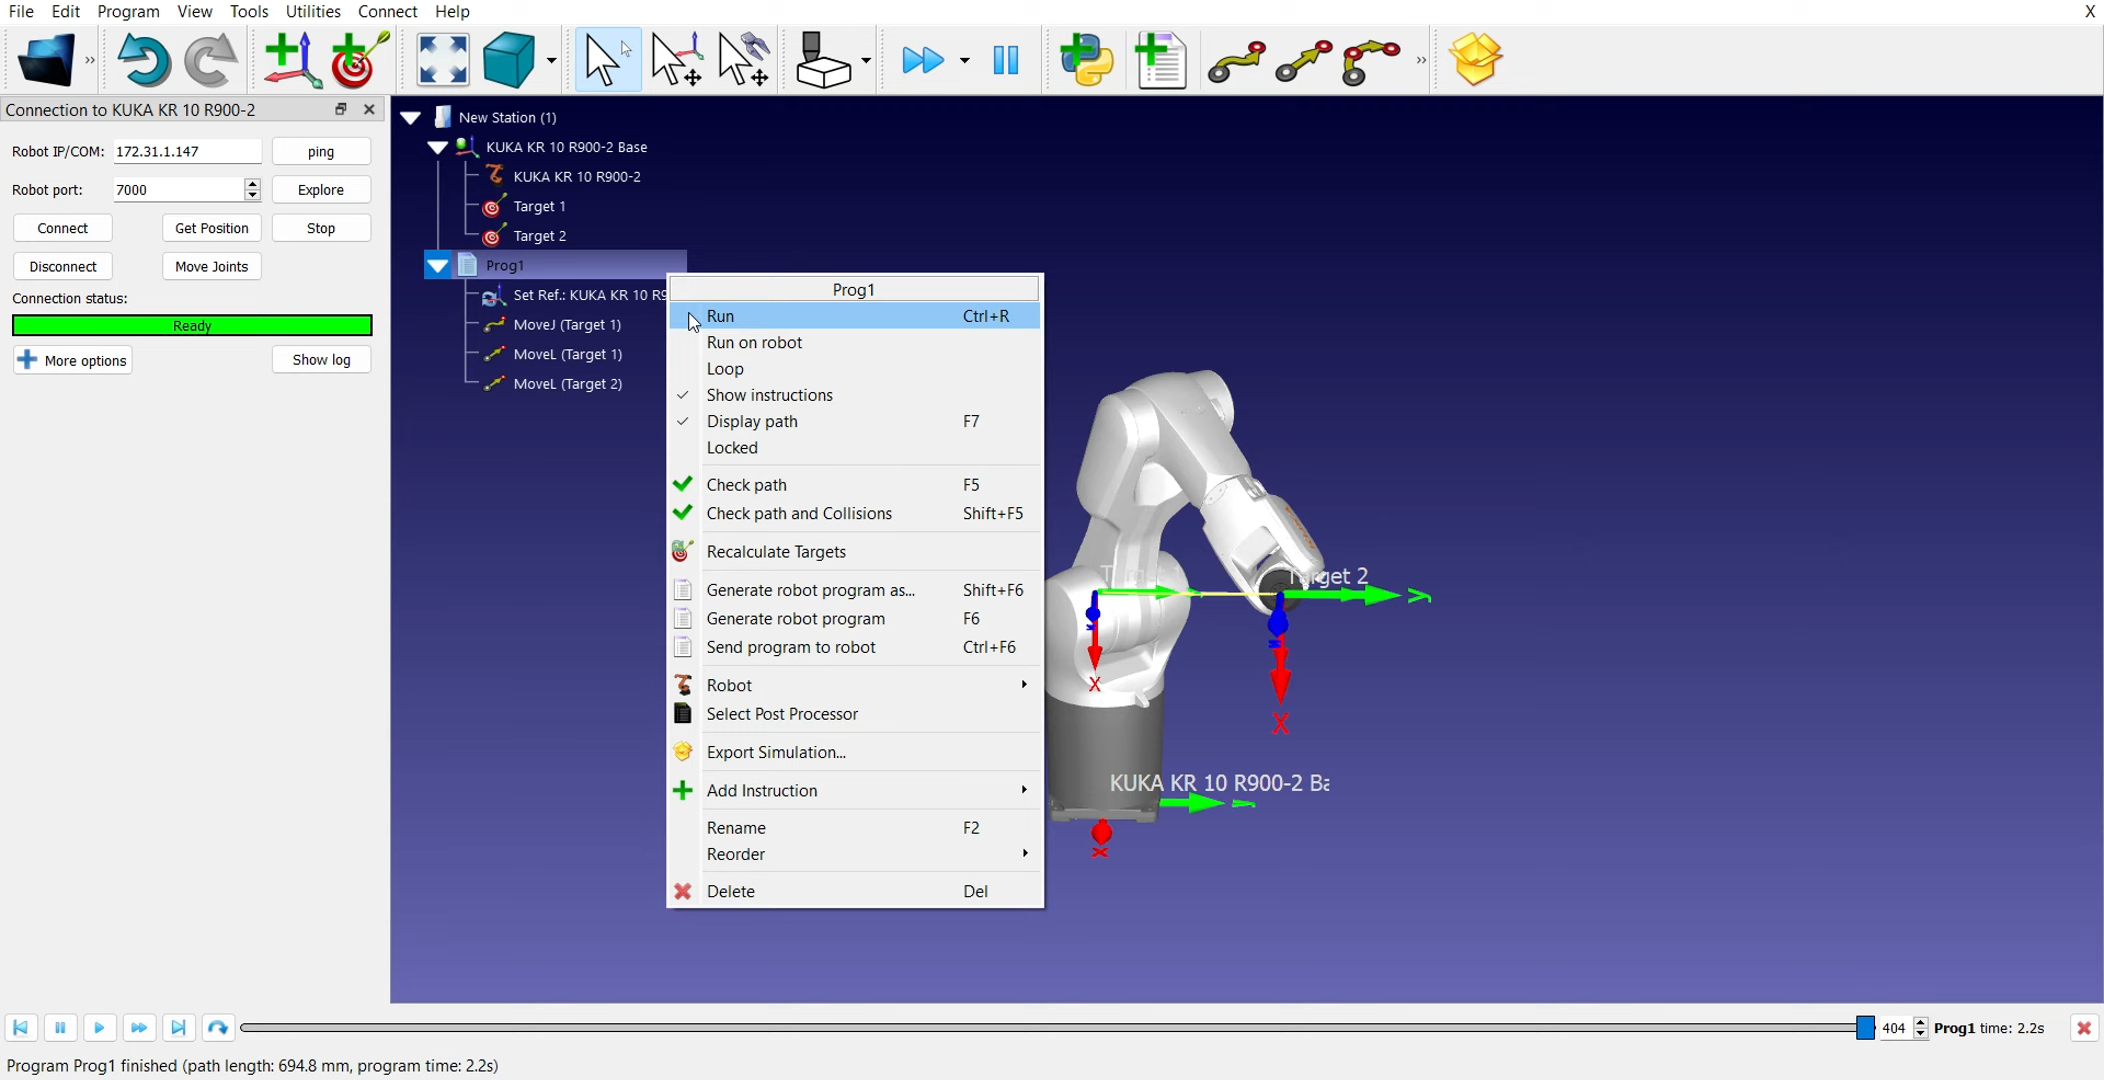 File Edit Program View Tools Utilities Connect Help X
Connection to KUKA KR 10 R900-2
Robot IP/COM: 172.31.1.147 ping
Robot port: 7000 Explore
Connect Get Position Stop
Disconnect Move Joints
Connection status:
Ready
More options Show log
New Station (1)
KUKA KR 10 R900-2 Base
KUKA KR 10 R900-2
Target 1
Target 2
Prog1
Set Ref.: KUKA KR 10 R9
MoveJ (Target 1)
MoveL (Target 1)
MoveL (Target 2)
Prog1
Run Ctrl+R
Run on robot
Loop
Show instructions
Display path F7
Locked
Check path F5
Check path and Collisions Shift+F5
Recalculate Targets
Generate robot program as... Shift+F6
Generate robot program F6
Send program to robot Ctrl+F6
Robot
Select Post Processor
Export Simulation...
Add Instruction
Rename F2
Reorder
Delete Del
Target 2
X
X
KUKA KR 10 R900-2 Ba
404 Prog1 time: 2.2s
Program Prog1 finished (path length: 694.8 mm, program time: 2.2s)